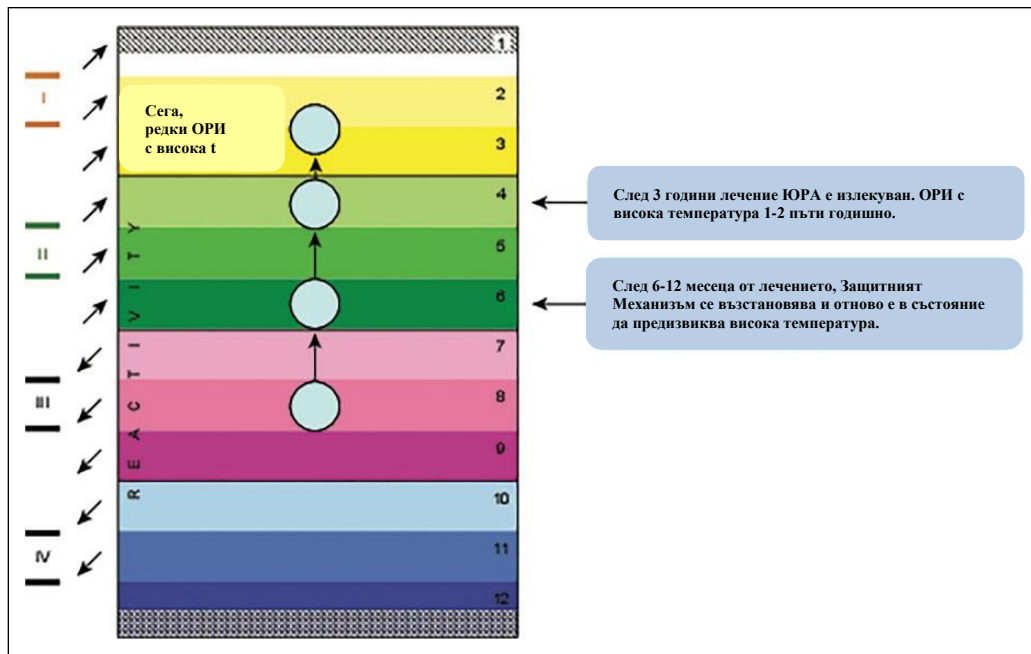 1
I
2
Сега,
редки ОРИ
с висока t
3
4
След 3 години лечение ЮРА е излекуван. ОРИ с
висока температура 1-2 пъти годишно.
II
5
6
След 6-12 месеца от лечението, Защитният
Механизъм се възстановява и отново е в състояние
да предизвиква висока температура.
7
III
8
9
REACTIVITY
10
IV
11
12